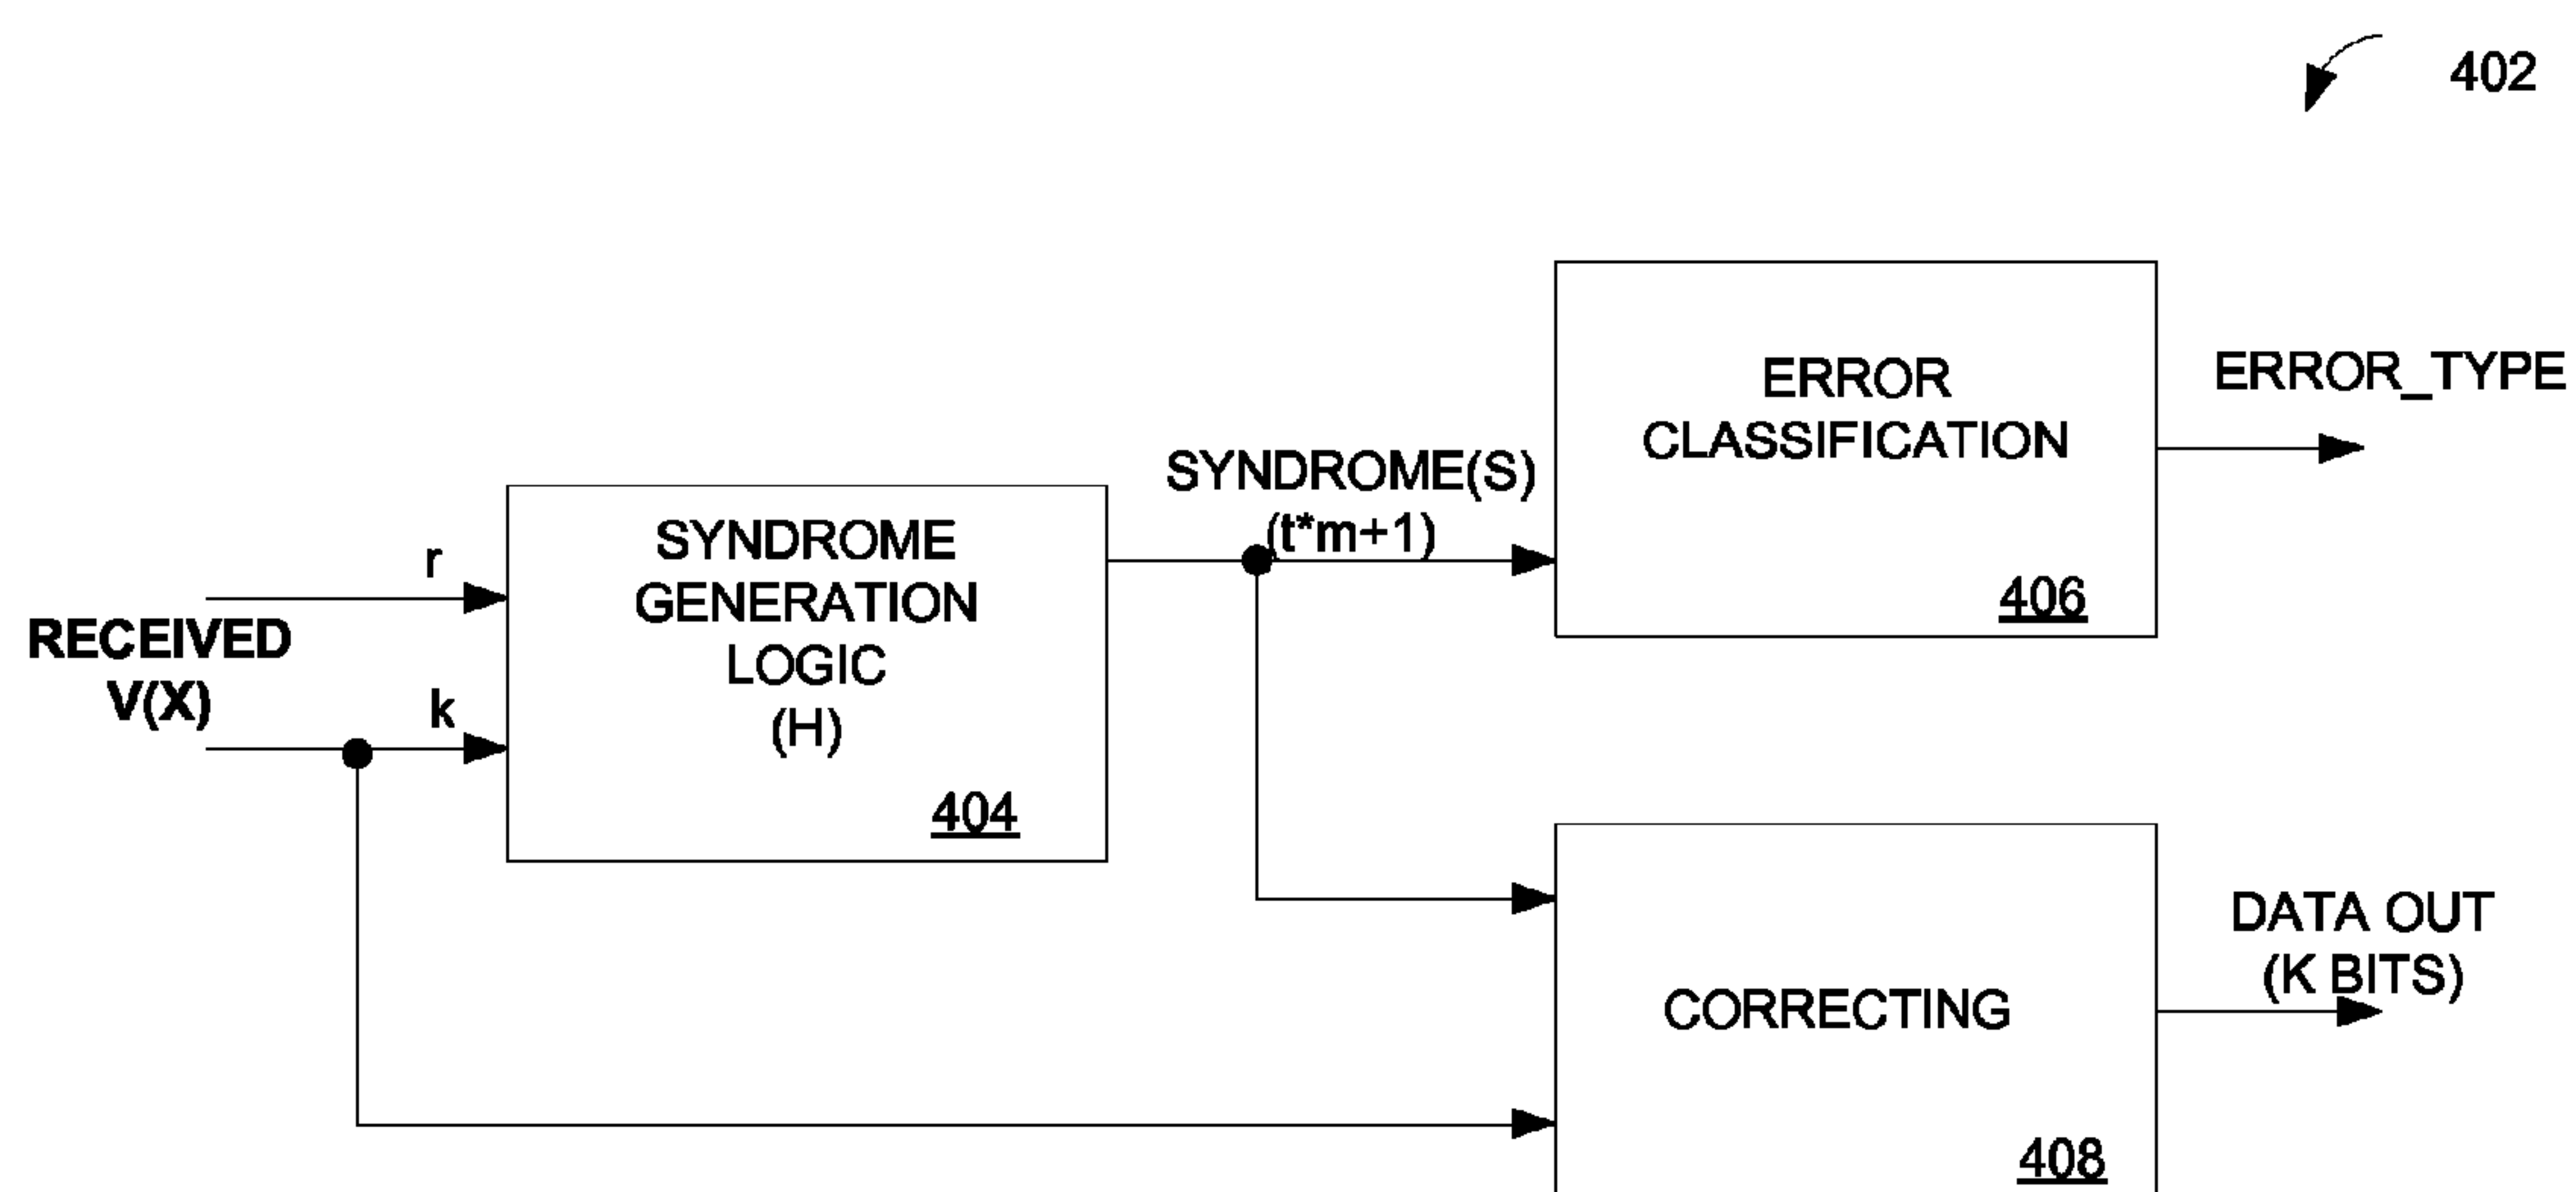 402
ERROR
CLASSIFICATION
406
ERROR_TYPE
SYNDROME(S)
(t*m+1)
SYNDROME
GENERATION
LOGIC
(H)
404
r
RECEIVED
V(X)
k
CORRECTING
408
DATA OUT
(K BITS)